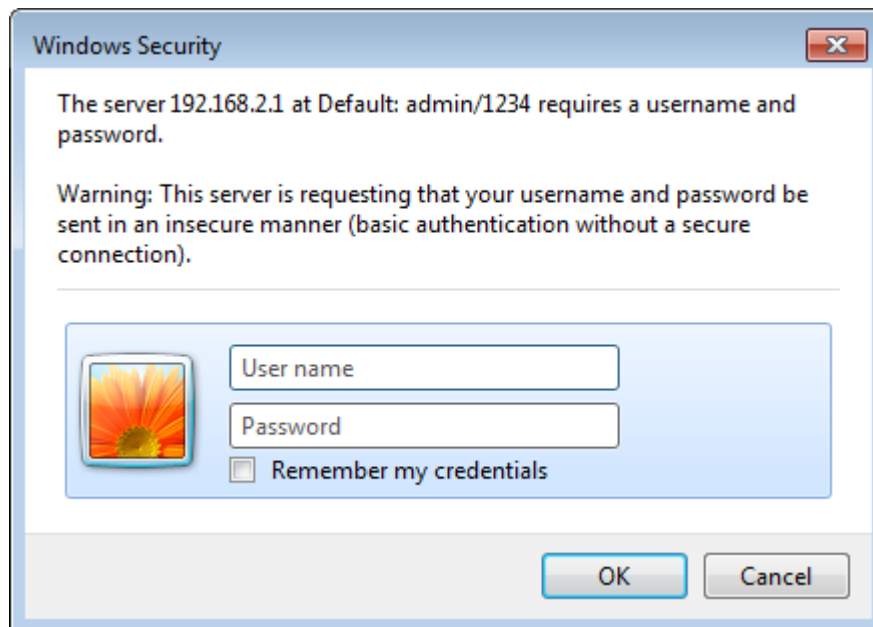 Windows Security
The server 192.168.2.1 at Default: admin/1234 requires a username and
password.
Warning: This server is requesting that your username and password be
sent in an insecure manner (basic authentication without a secure
connection).
User name
Password
Remember my credentials
OK
Cancel